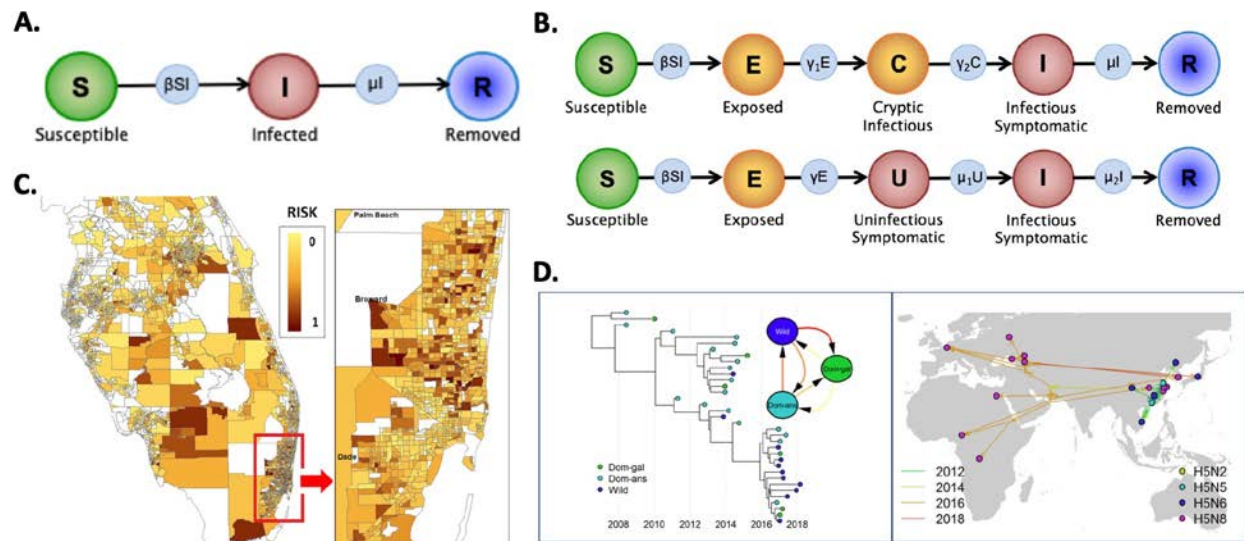 A.
S βSI I μI R
Susceptible Infected Removed
B.
S βSI E γ₁E C γ₂C I μI R
Susceptible Exposed Cryptic Infectious Infectious Symptomatic Removed
S βSI E γE U μ₁U I μ₂I R
Susceptible Exposed Uninfectious Symptomatic Infectious Symptomatic Removed
C.
RISK
0
1
Palm Beach
Broward
Dade
D.
Wild
Dom-gal
Dom-ans
Dom-gal
Dom-ans
Wild
2008 2010 2012 2014 2016 2018
2012
2014
2016
2018
H5N2
H5N5
H5N6
H5N8